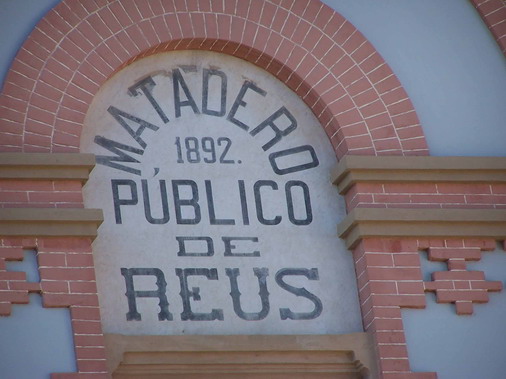 MATADERO
1892.
PÚBLICO
DE
REUS